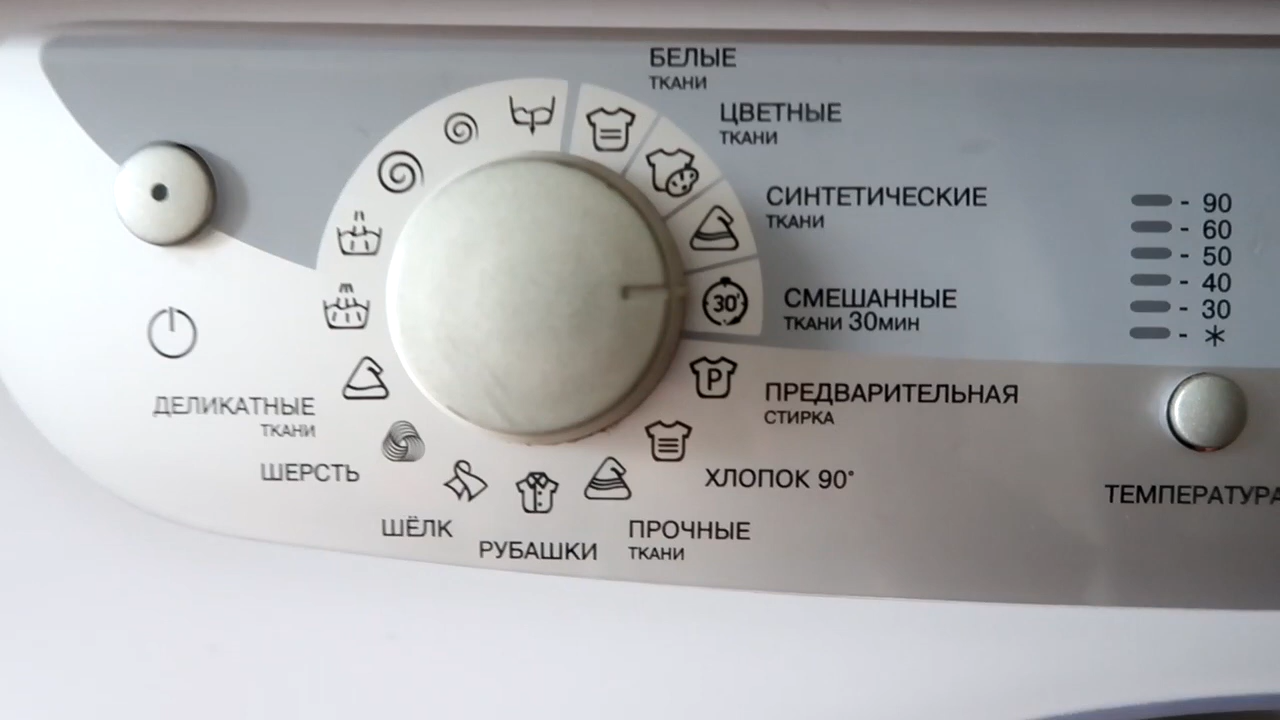 БЕЛЫЕ
ТКАНИ
ЦВЕТНЫЕ
ТКАНИ
СИНТЕТИЧЕСКИЕ
ТКАНИ
30'
СМЕШАННЫЕ
ТКАНИ 30МИН
P
ПРЕДВАРИТЕЛЬНАЯ
СТИРКА
ХЛОПОК 90°
ПРОЧНЫЕ
ТКАНИ
РУБАШКИ
ШЁЛК
ШЕРСТЬ
ДЕЛИКАТНЫЕ
ТКАНИ
- 90
- 60
- 50
- 40
- 30
- *
ТЕМПЕРАТУРА